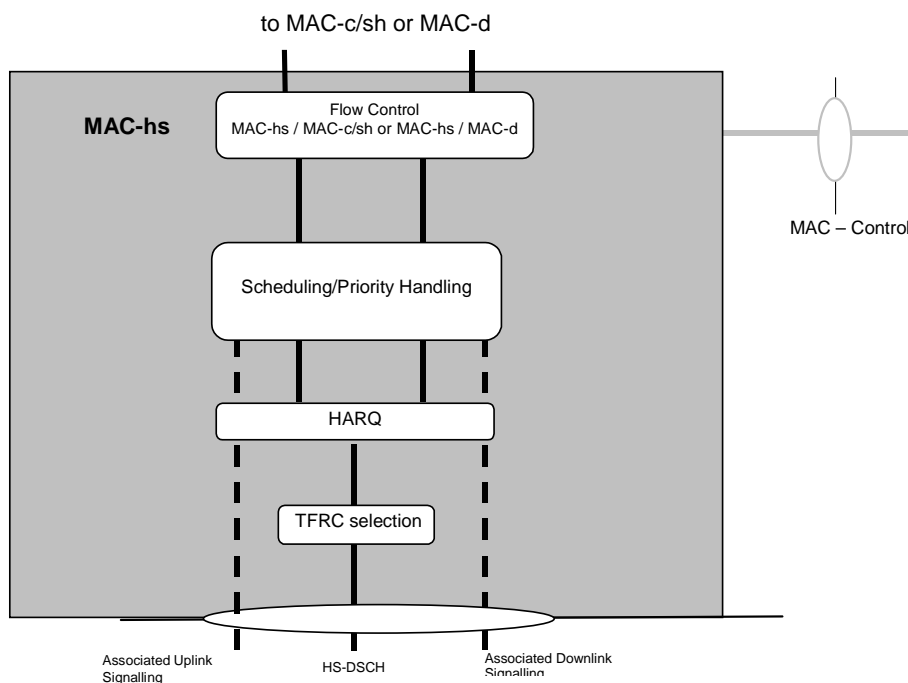 to MAC-c/sh or MAC-d
MAC-hs
Flow Control
MAC-hs / MAC-c/sh or MAC-hs / MAC-d
MAC – Control
Scheduling/Priority Handling
HARQ
TFRC selection
Associated Uplink
Signalling
HS-DSCH
Associated Downlink
Signalling